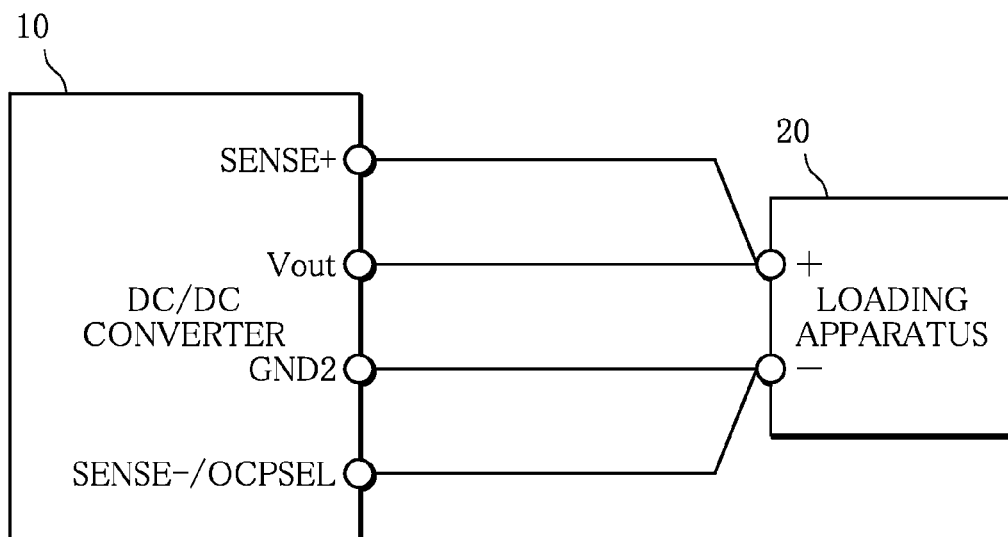 10
20
SENSE+
Vout
+
DC/DC
CONVERTER
LOADING
APPARATUS
GND2
−
SENSE−/OCPSEL